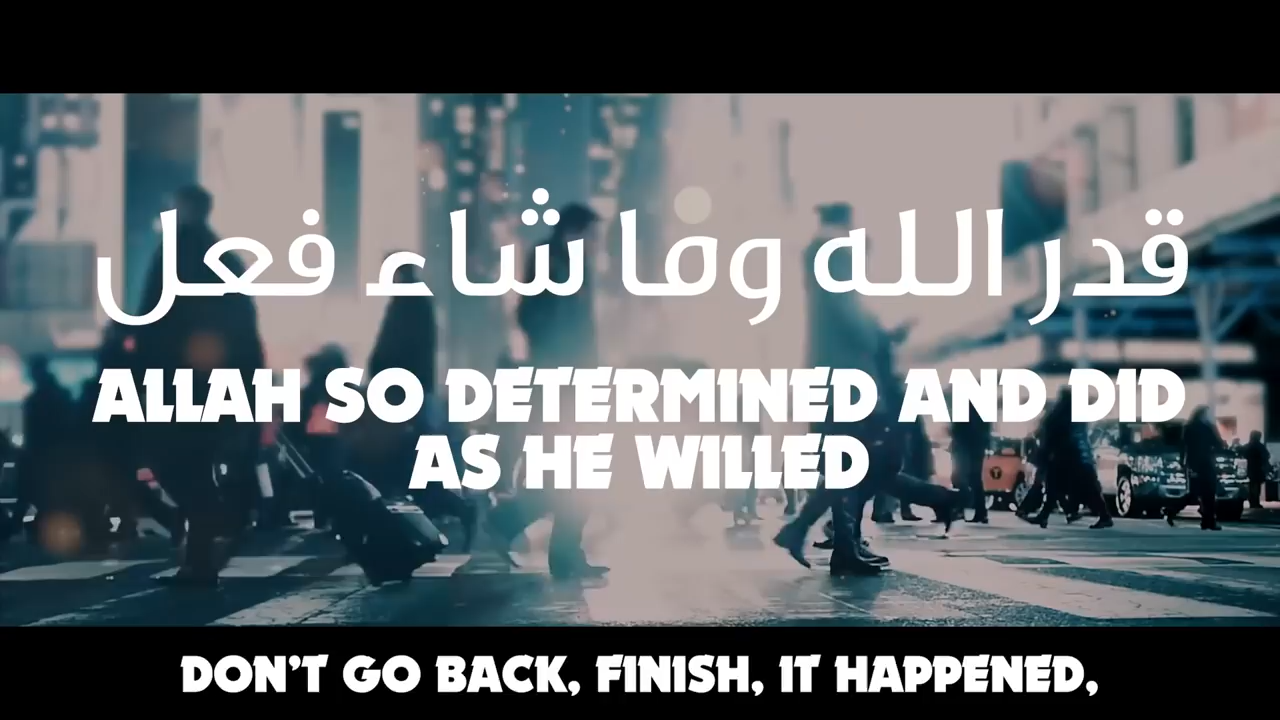 قدر الله وما شاء فعل
ALLAH SO DETERMINED AND DID
AS HE WILLED
DON'T GO BACK, FINISH, IT HAPPENED,